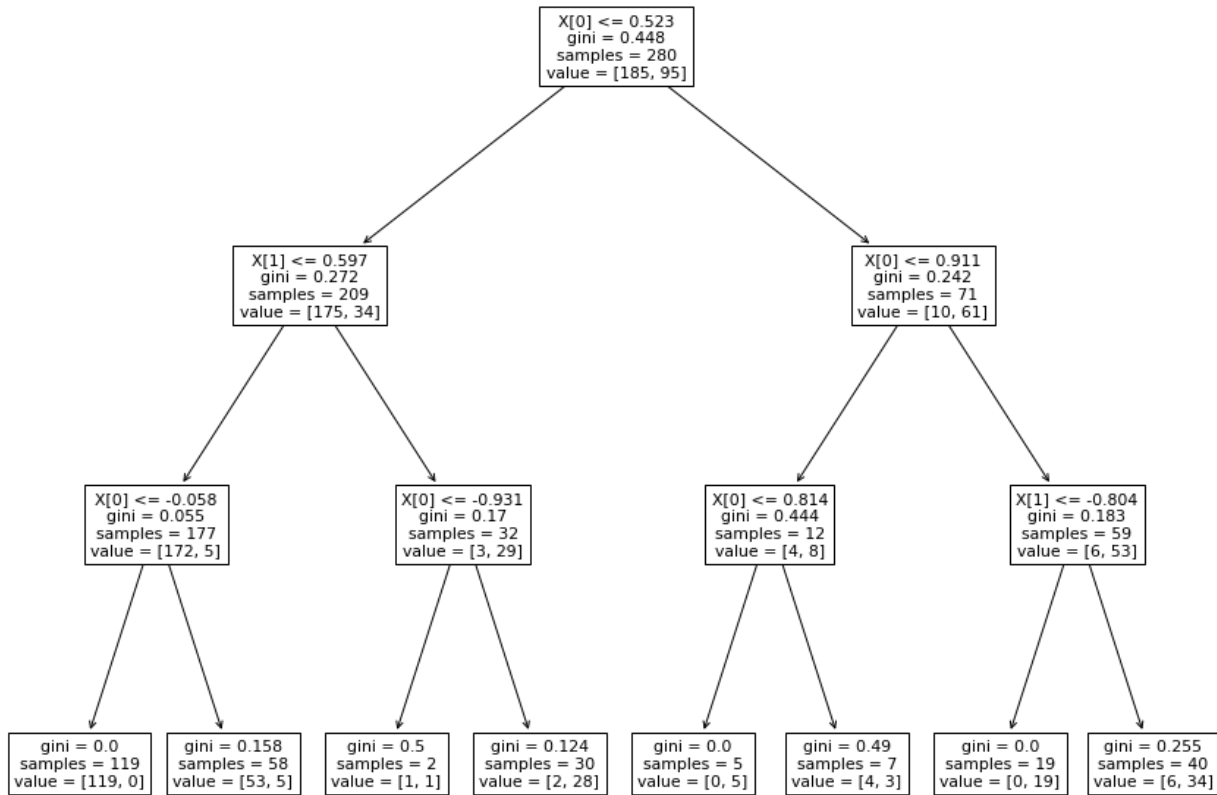 X[0] <= 0.523
gini = 0.448
samples = 280
value = [185, 95]
X[1] <= 0.597
gini = 0.272
samples = 209
value = [175, 34]
X[0] <= 0.911
gini = 0.242
samples = 71
value = [10, 61]
X[0] <= -0.058
gini = 0.055
samples = 177
value = [172, 5]
X[0] <= -0.931
gini = 0.17
samples = 32
value = [3, 29]
X[0] <= 0.814
gini = 0.444
samples = 12
value = [4, 8]
X[1] <= -0.804
gini = 0.183
samples = 59
value = [6, 53]
gini = 0.0
samples = 119
value = [119, 0]
gini = 0.158
samples = 58
value = [53, 5]
gini = 0.5
samples = 2
value = [1, 1]
gini = 0.124
samples = 30
value = [2, 28]
gini = 0.0
samples = 5
value = [0, 5]
gini = 0.49
samples = 7
value = [4, 3]
gini = 0.0
samples = 19
value = [0, 19]
gini = 0.255
samples = 40
value = [6, 34]